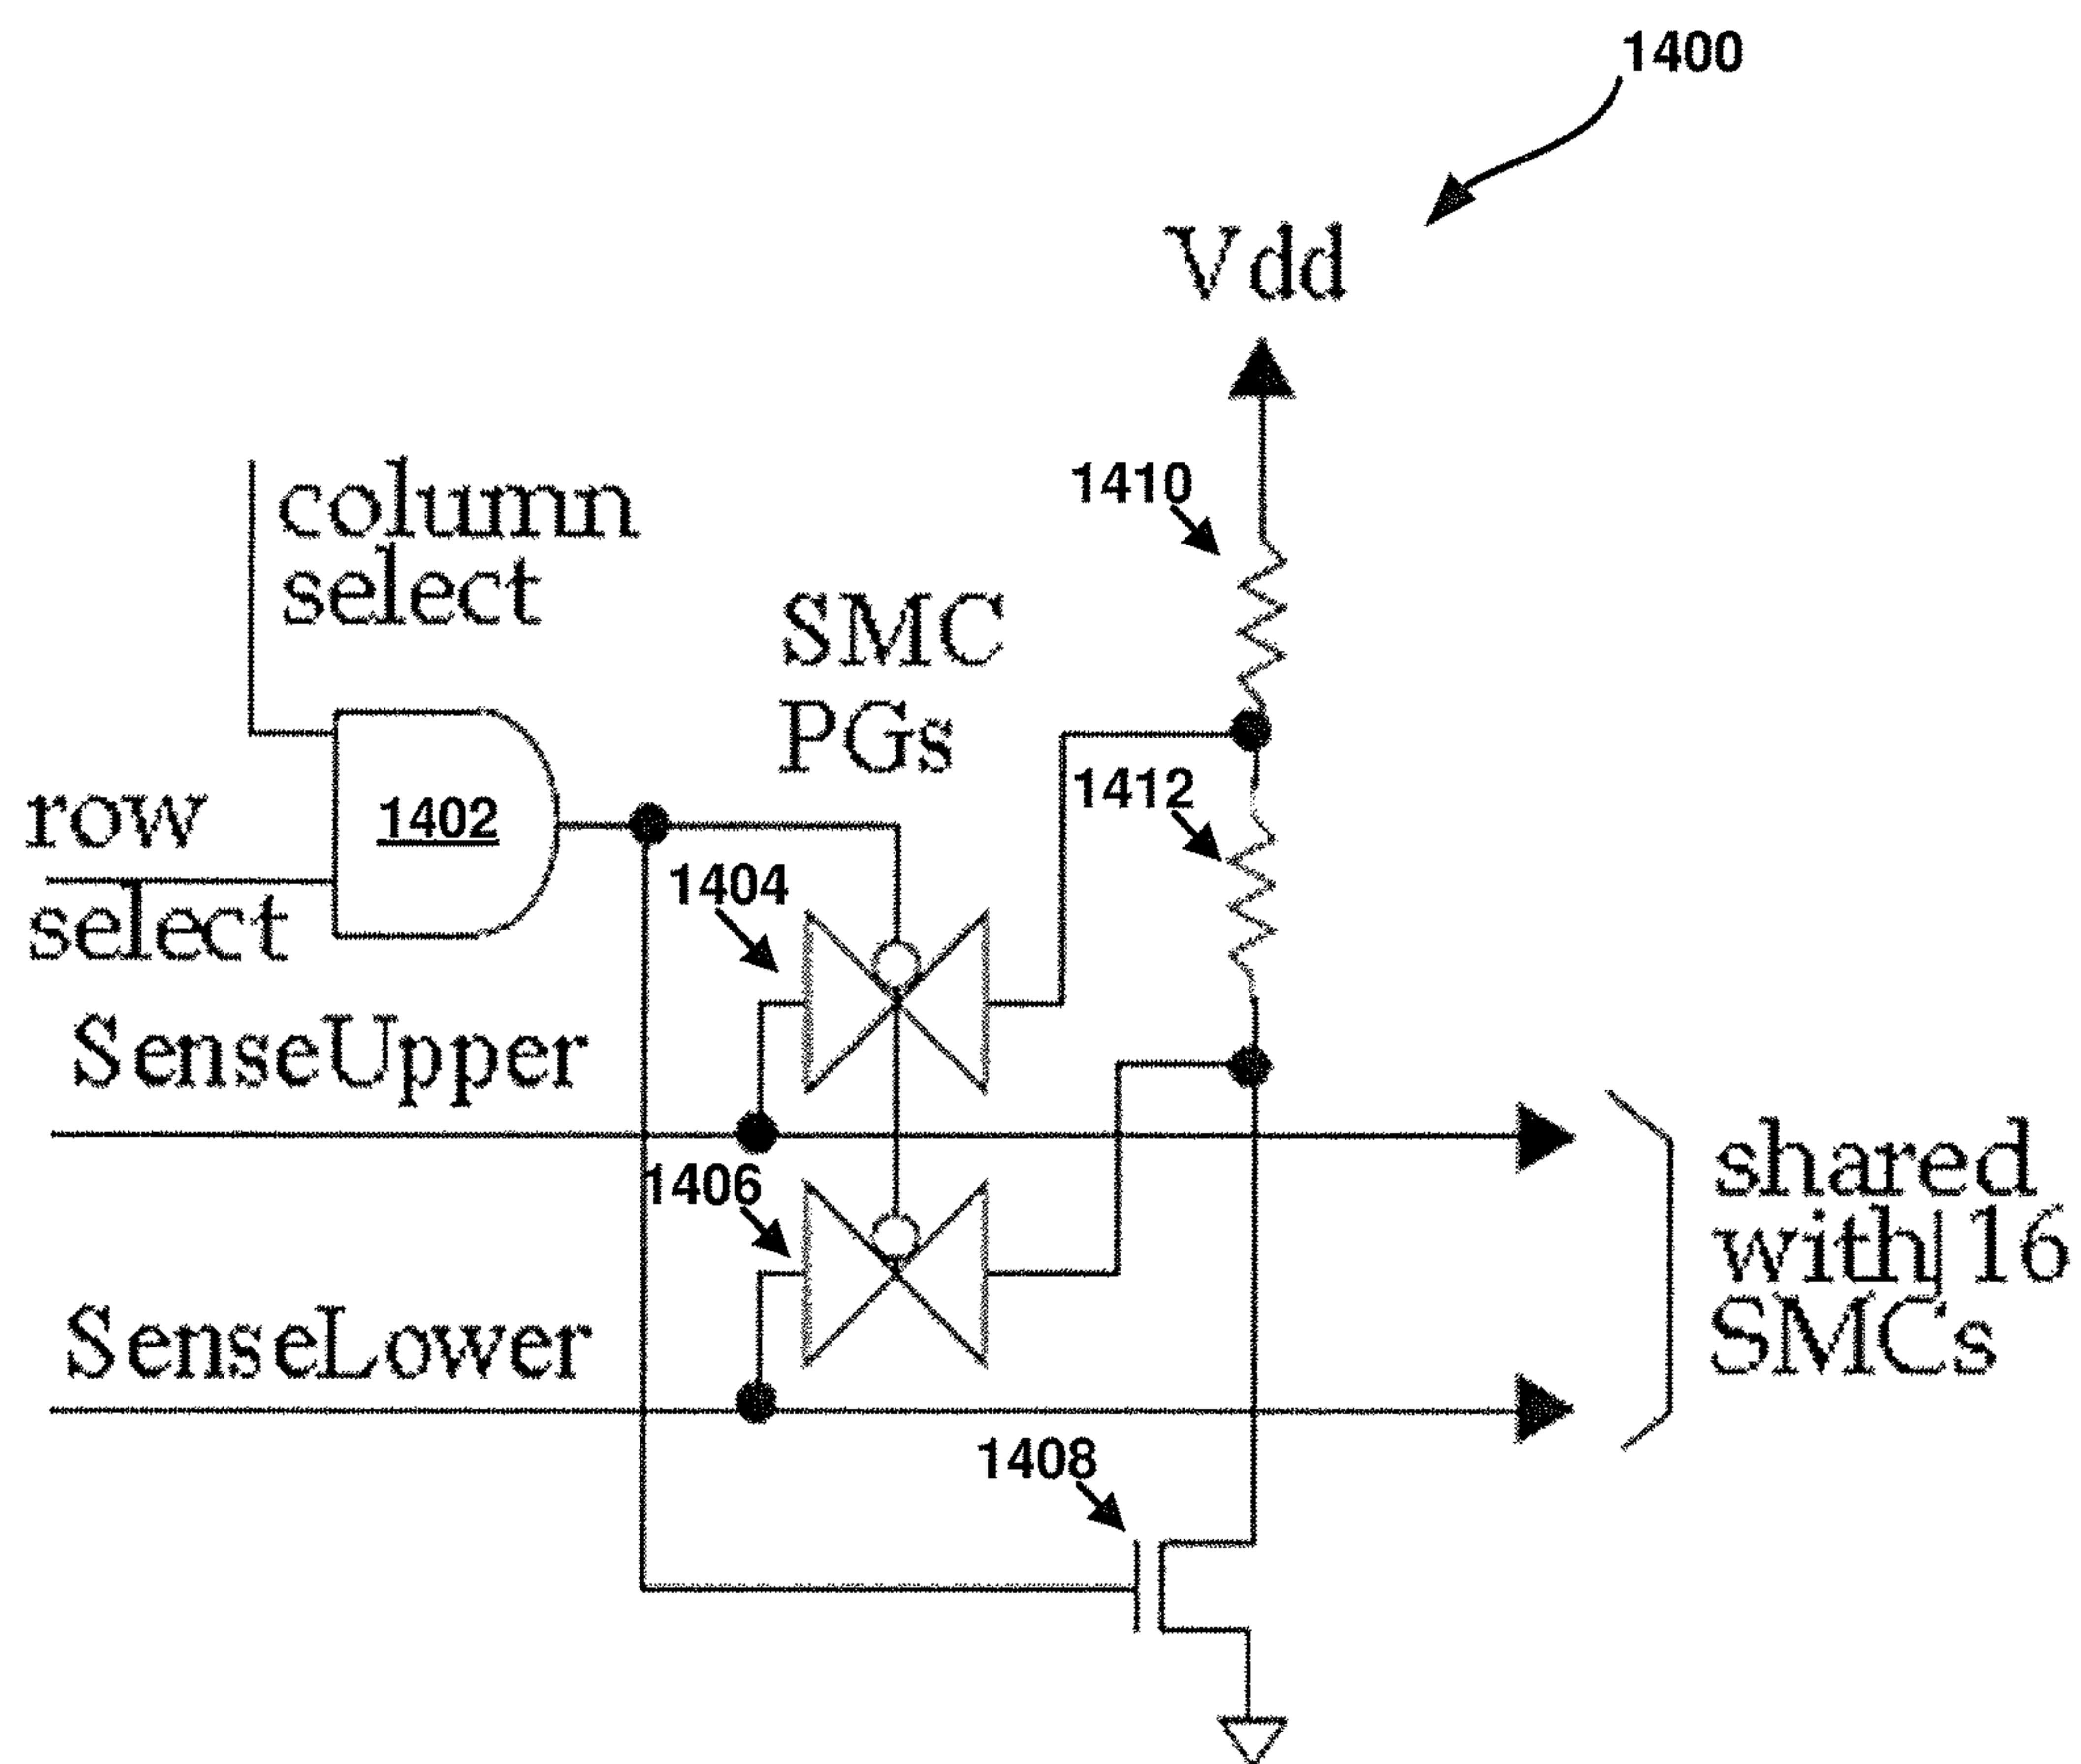 1400
Vdd
1410
column
select
SMC
PGs
1412
row
select
1402
1404
SenseUpper
1406
SenseLower
1408
shared
with 16
SMCs